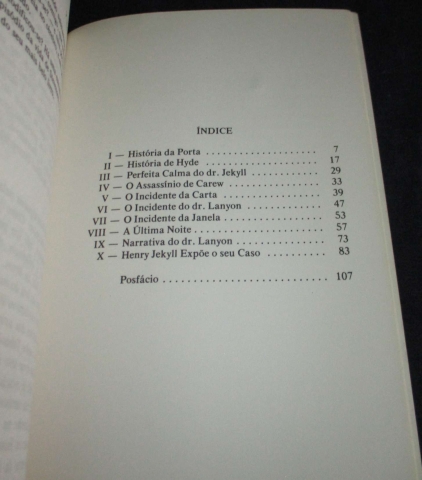 ÍNDICE
I — História da Porta . . . . . . . . . . . . . . . . . . . . 7
II — História de Hyde . . . . . . . . . . . . . . . . . . . . . 17
III — Perfeita Calma do dr. Jekyll . . . . . . . . . . . . . 29
IV — O Assassínio de Carew . . . . . . . . . . . . . . . . . 33
V — O Incidente da Carta . . . . . . . . . . . . . . . . . . 39
VI — O Incidente do dr. Lanyon . . . . . . . . . . . . . 47
VII — O Incidente da Janela . . . . . . . . . . . . . . . . . 53
VIII — A Última Noite . . . . . . . . . . . . . . . . . . . . . . 57
IX — Narrativa do dr. Lanyon . . . . . . . . . . . . . . . 73
X — Henry Jekyll Expõe o seu Caso . . . . . . . . . . 83
Posfácio . . . . . . . . . . . . . . . . . . . . . . . . . . . . 107